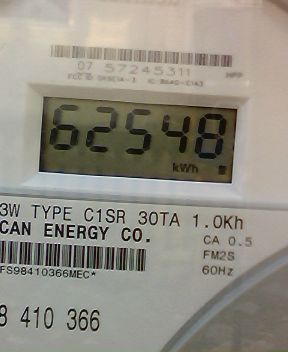 07 57245311
62548
kWh
3W TYPE C1SR 30TA 1.0Kh
CAN ENERGY CO.
CA 0.5
FM2S
FS98410366MEC*
60Hz
8 410 366